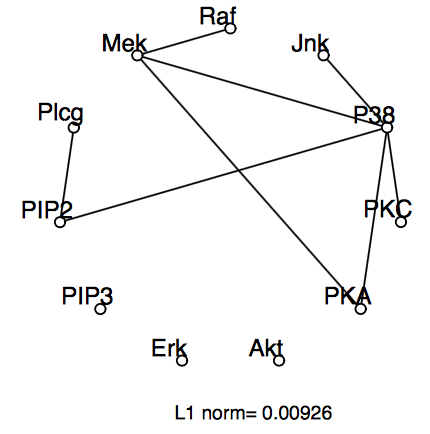 Raf
Mek
Jnk
Plcg
P38
PIP2
PKC
PIP3
PKA
Erk
Akt
L1 norm= 0.00926